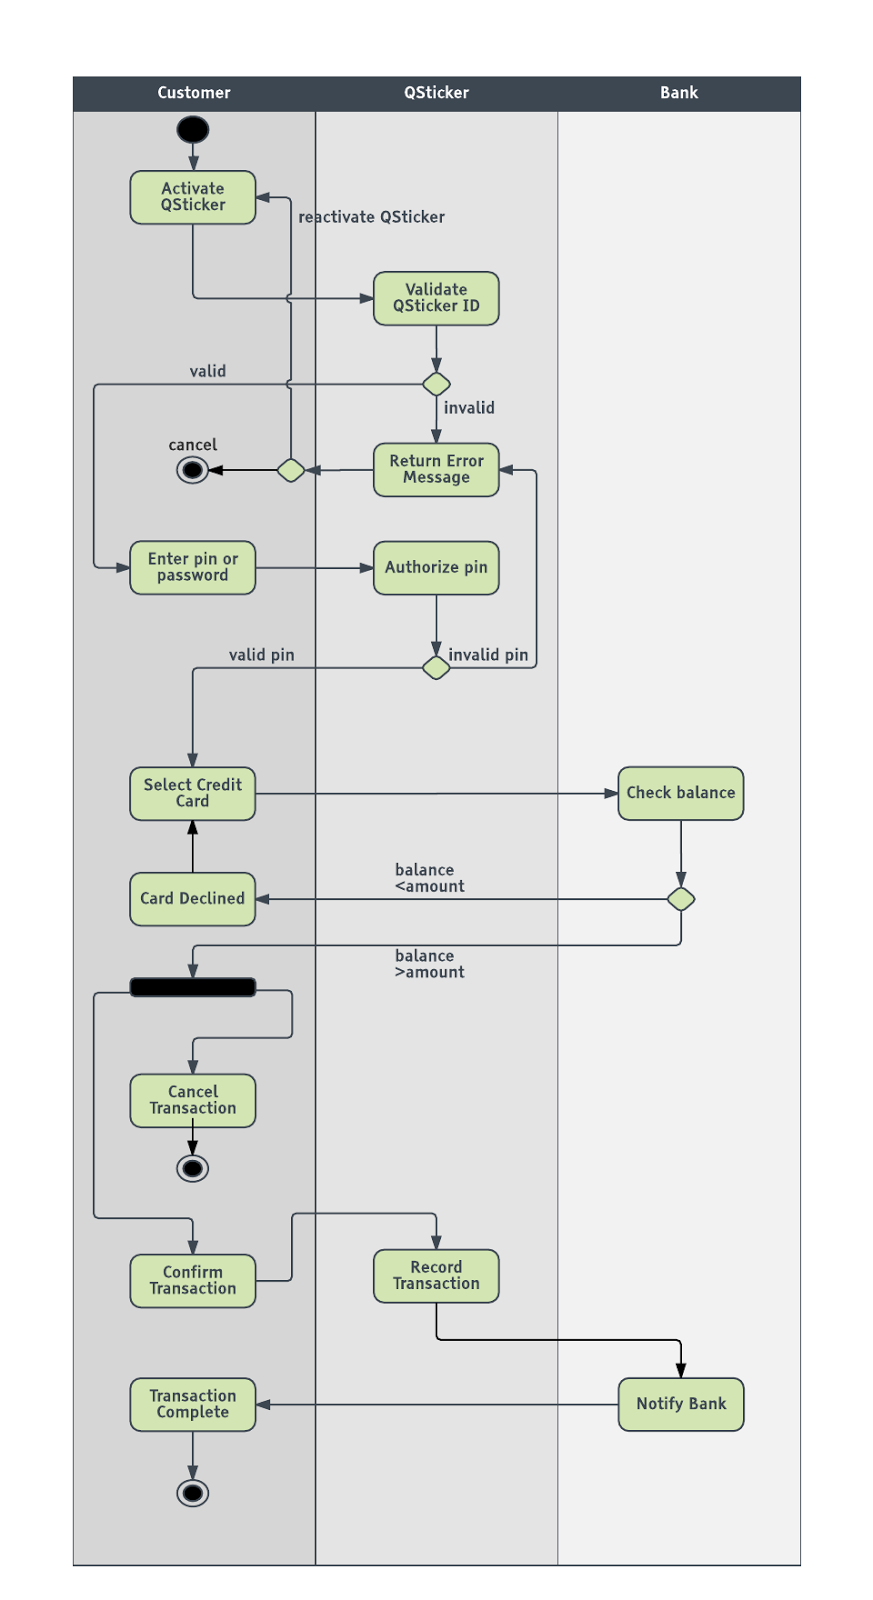 Customer
QSticker
Bank
Activate
QSticker
reactivate QSticker
Validate
QSticker ID
valid
invalid
cancel
Return Error
Message
Enter pin or
password
Authorize pin
valid pin
invalid pin
Select Credit
Card
Check balance
balance
<amount
Card Declined
balance
>amount
Cancel
Transaction
Confirm
Transaction
Record
Transaction
Transaction
Complete
Notify Bank